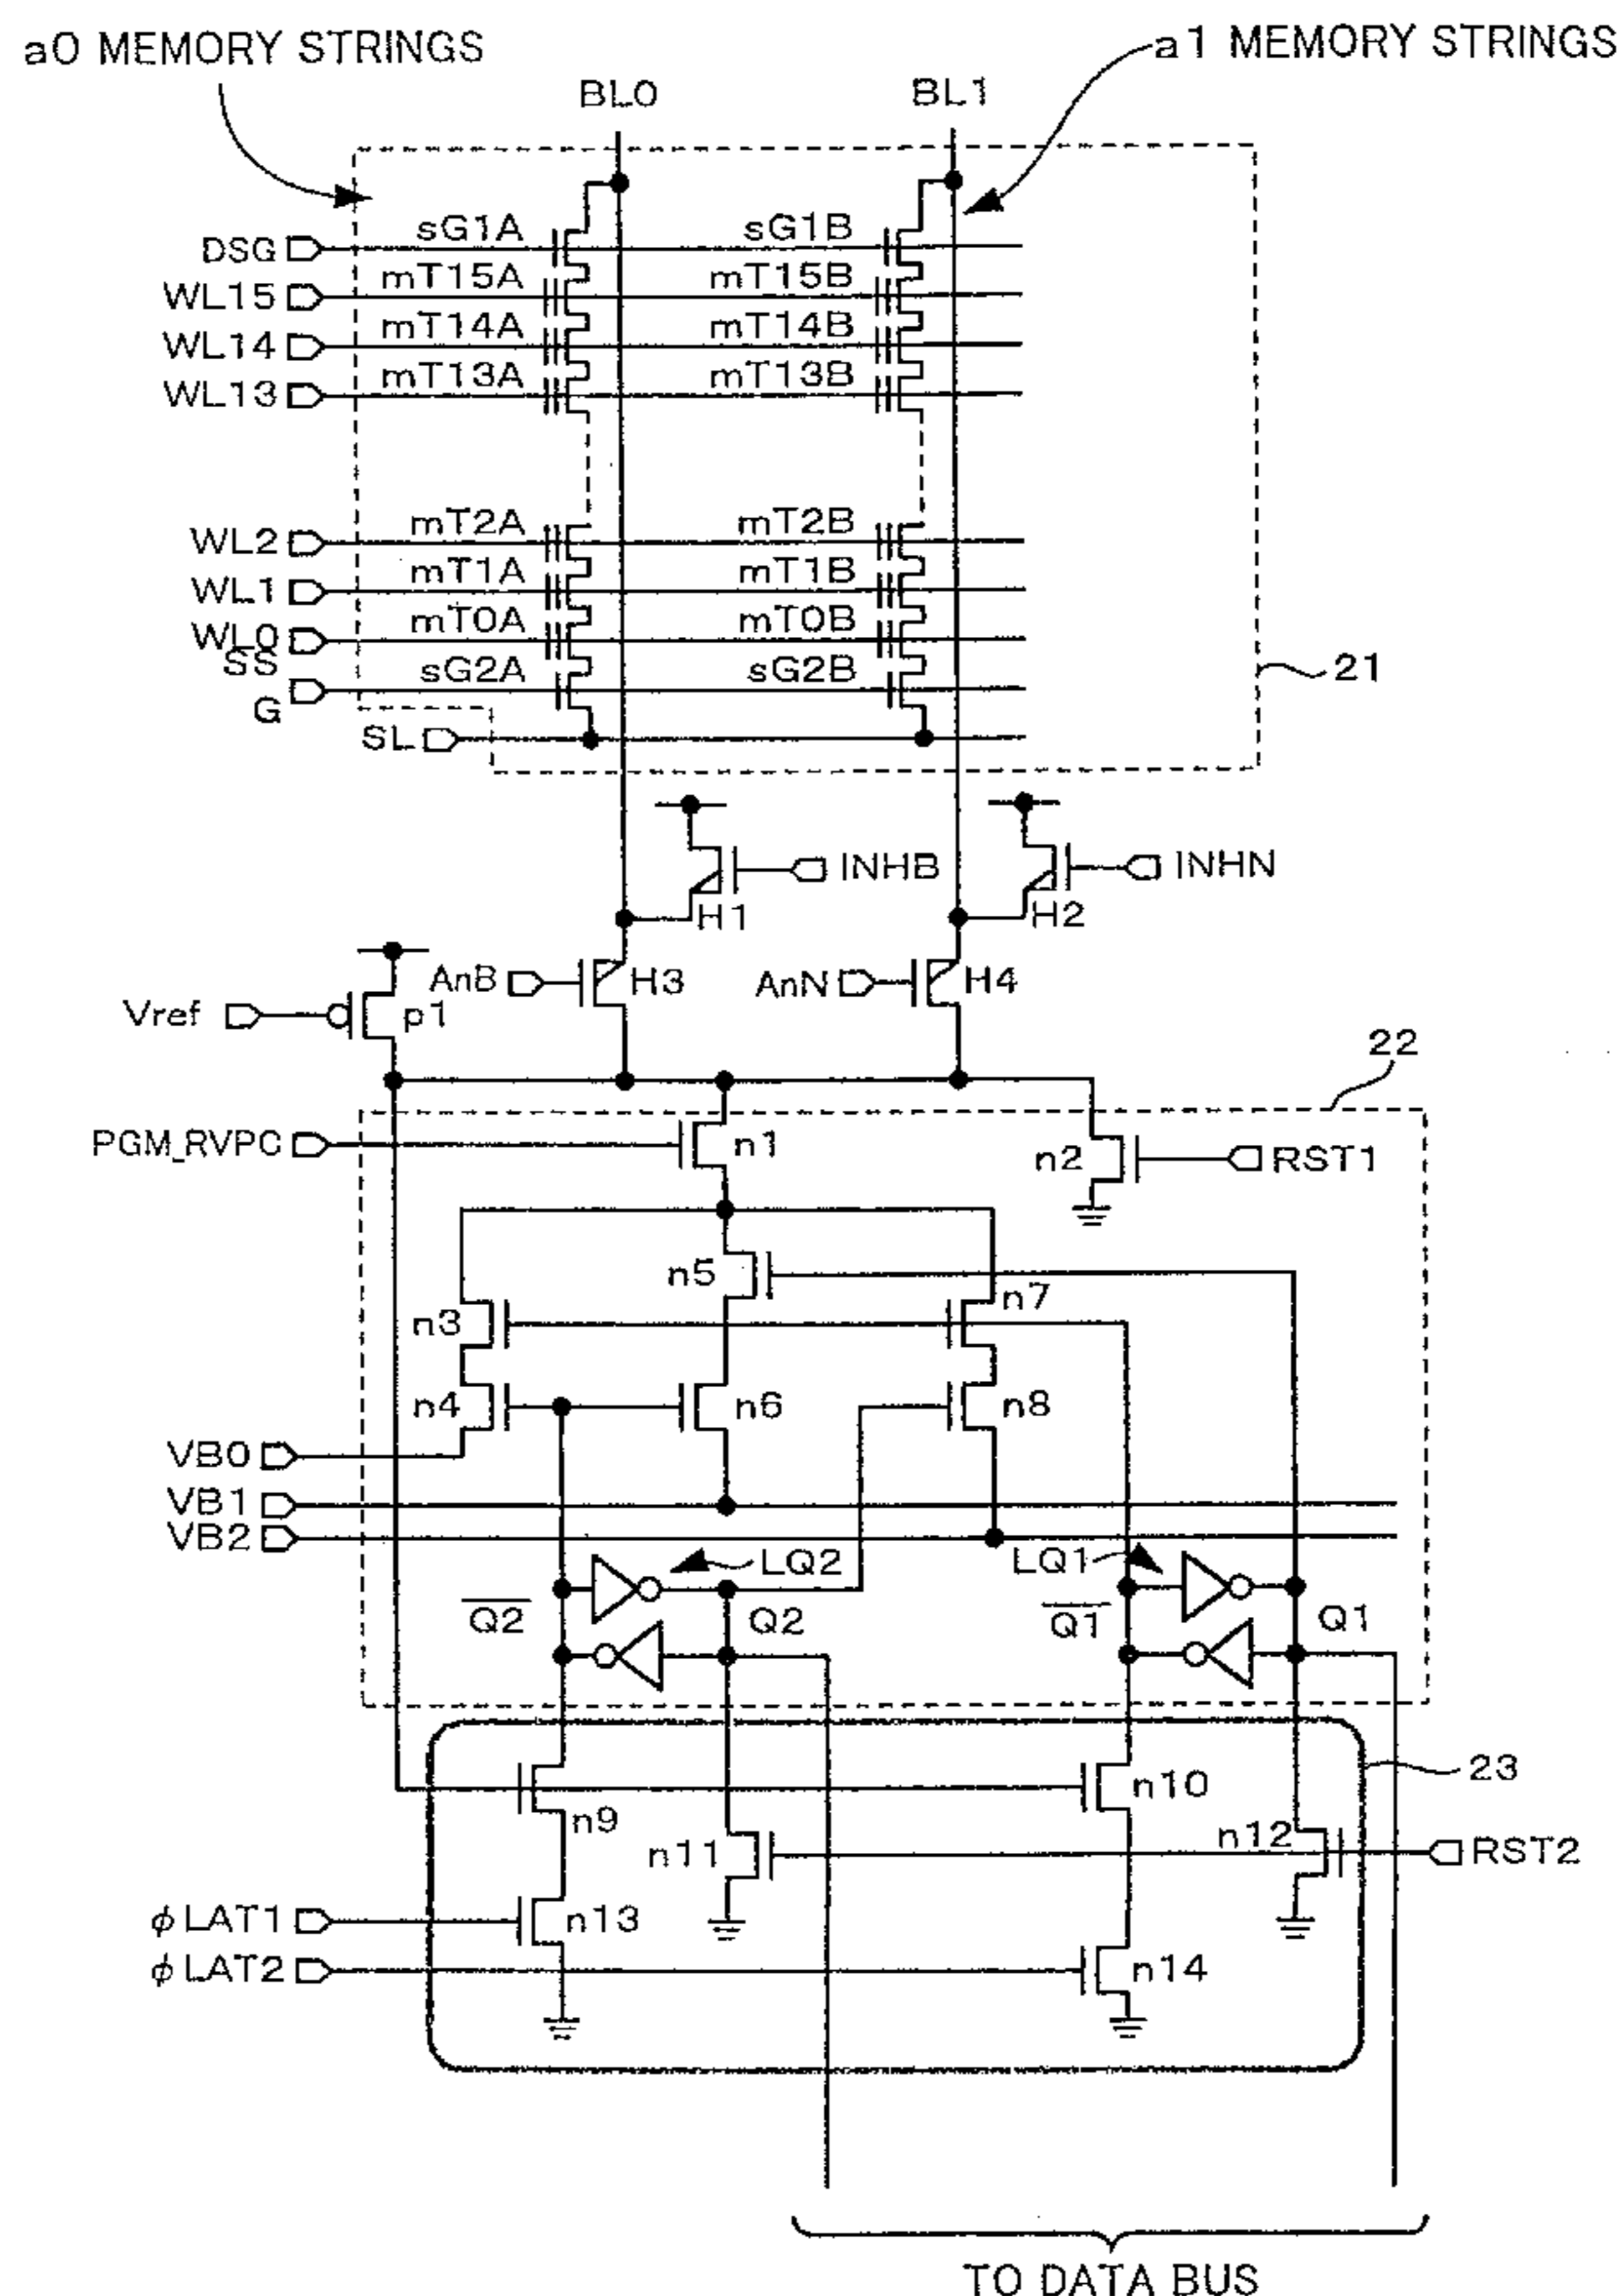 a0 MEMORY STRINGS
a1 MEMORY STRINGS
BL0 BL1
DSG sG1A sG1B
WL15 mT15A mT15B
WL14 mT14A mT14B
WL13 mT13A mT13B
WL2 mT2A mT2B
WL1 mT1A mT1B
WL0 mT0A mT0B
SS
G sG2A sG2B
21
SL
INHB INHN
H1 H2
AnB H3 AnN H4
Vref p1
22
PGM_RVPC n1 n2 RST1
n5 n7
n3
n4 n6 n8
VB0
VB1
VB2
LQ2 LQ1
Q2 Q2 Q1 Q1
23
n9 n10
n11 n12 RST2
φLAT1 n13
φLAT2 n14
TO DATA BUS